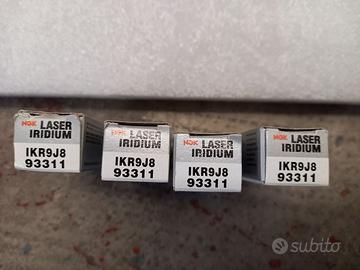 NGK LASER
IRIDIUM
IKR9J8
93311
NGK LASER
IRIDIUM
IKR9J8
93311
NGK LASER
IRIDIUM
IKR9J8
93311
NGK LASER
IRIDIUM
IKR9J8
93311
subito